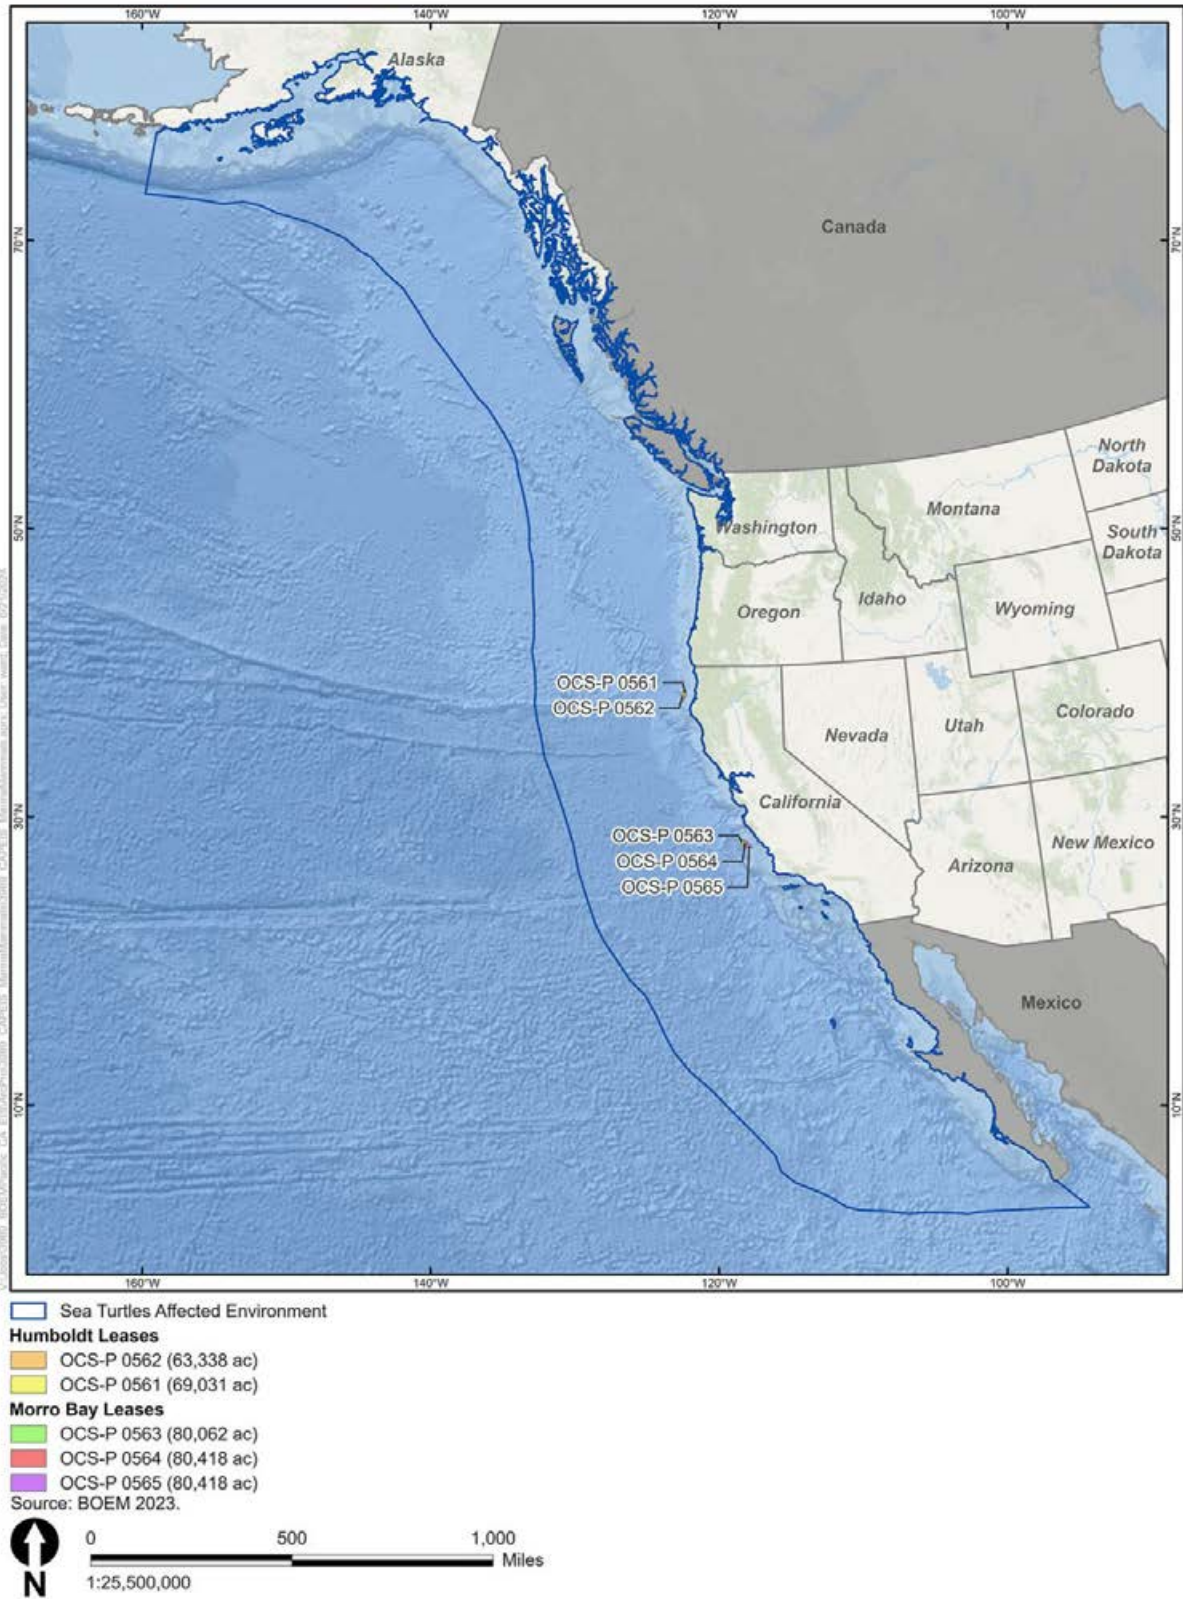 160°W 140°W 120°W 100°W
Alaska
Canada
70°N 70°N
North
Dakota
Montana
Washington
50°N 50°N
South
Dakota
Idaho
Oregon
Wyoming
OCS-P 0561
OCS-P 0562
Colorado
Utah
Nevada
California
30°N 30°N
OCS-P 0563
OCS-P 0564
OCS-P 0565
New Mexico
Arizona
Mexico
10°N 10°N
160°W 140°W 120°W 100°W
Sea Turtles Affected Environment
Humboldt Leases
OCS-P 0562 (63,338 ac)
OCS-P 0561 (69,031 ac)
Morro Bay Leases
OCS-P 0563 (80,062 ac)
OCS-P 0564 (80,418 ac)
OCS-P 0565 (80,418 ac)
Source: BOEM 2023.
0 500 1,000
Miles
1:25,500,000
N